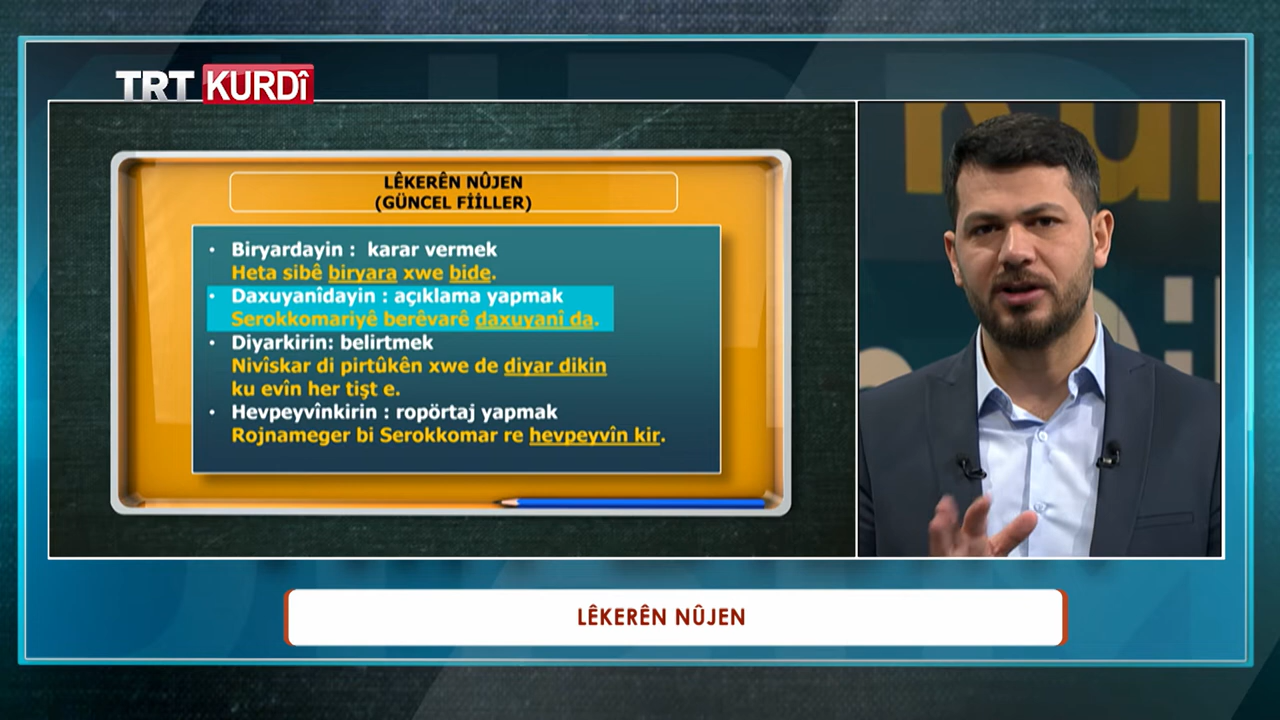 TRT KURDÎ
LÊKERÊN NÛJEN
(GÜNCEL FİİLLER)
• Biryardayin : karar vermek
Heta sibê biryara xwe bide.
• Daxuyanîdayin : açıklama yapmak
Serokkomariyê berêvarê daxuyanî da.
• Diyarkirin: belirtmek
Nivîskar di pirtûkên xwe de diyar dikin
ku evîn her tişt e.
• Hevpeyvînkirin : ropörtaj yapmak
Rojnameger bi Serokkomar re hevpeyvîn kir.
LÊKERÊN NÛJEN